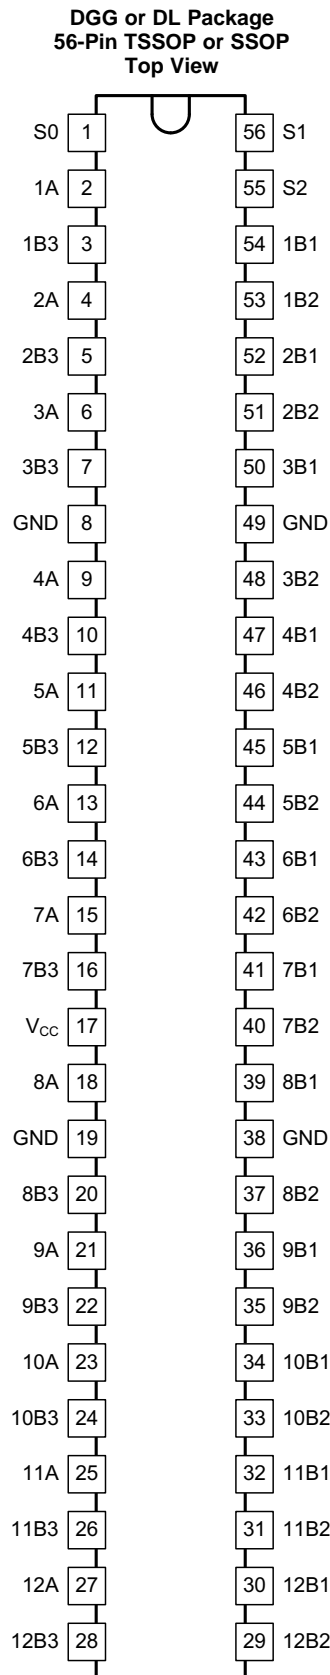 DGG or DL Package
56-Pin TSSOP or SSOP
Top View
S0 1 56 S1
1A 2 55 S2
1B3 3 54 1B1
2A 4 53 1B2
2B3 5 52 2B1
3A 6 51 2B2
3B3 7 50 3B1
GND 8 49 GND
4A 9 48 3B2
4B3 10 47 4B1
5A 11 46 4B2
5B3 12 45 5B1
6A 13 44 5B2
6B3 14 43 6B1
7A 15 42 6B2
7B3 16 41 7B1
VCC 17 40 7B2
8A 18 39 8B1
GND 19 38 GND
8B3 20 37 8B2
9A 21 36 9B1
9B3 22 35 9B2
10A 23 34 10B1
10B3 24 33 10B2
11A 25 32 11B1
11B3 26 31 11B2
12A 27 30 12B1
12B3 28 29 12B2